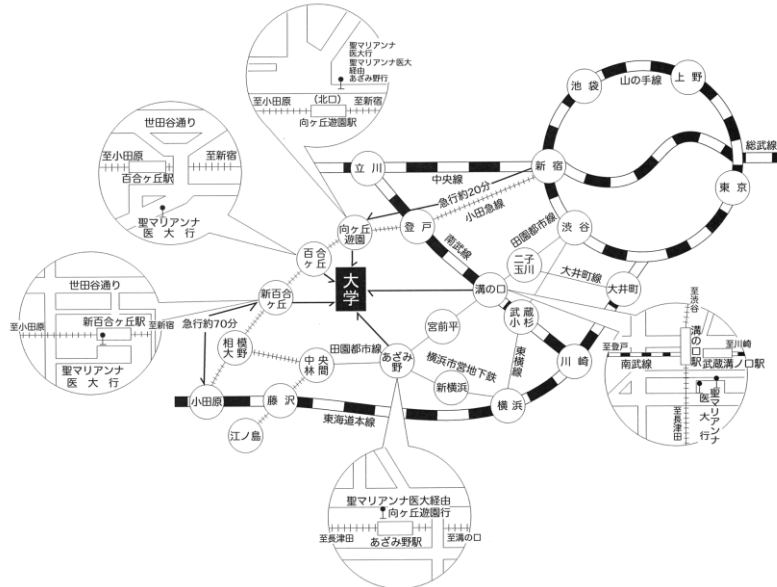 聖マリアンナ
医大行
聖マリアンナ医大
経由
あざみ野行
(北口)
至小田原
至新宿
向ヶ丘遊園駅
世田谷通り
至小田原
至新宿
百合ヶ丘駅
聖マリアンナ
医大行
世田谷通り
新百合ヶ丘駅
至小田原
至新宿
聖マリアンナ
医大行
池袋
山の手線
上野
総武線
立川
中央線
新宿
東京
急行約20分
小田急線
向ヶ丘
遊園
登戸
南武線
田園都市線
渋谷
百合
ヶ丘
二子
玉川
大井町線
大井町
新百合
ヶ丘
大学
溝の口
急行約70分
宮前平
武蔵
小杉
相模
大野
中央
林間
田園都市線
あざみ
野
横浜市営地下鉄
東横線
川崎
新横浜
小田原
藤沢
東海道本線
横浜
江ノ島
至渋谷
溝の口駅
至登戸
至川崎
南武線
武蔵溝ノ口駅
至長津田
聖マリアンナ
医大行
聖マリアンナ医大経由
向ヶ丘遊園行
至長津田
あざみ野駅
至溝の口